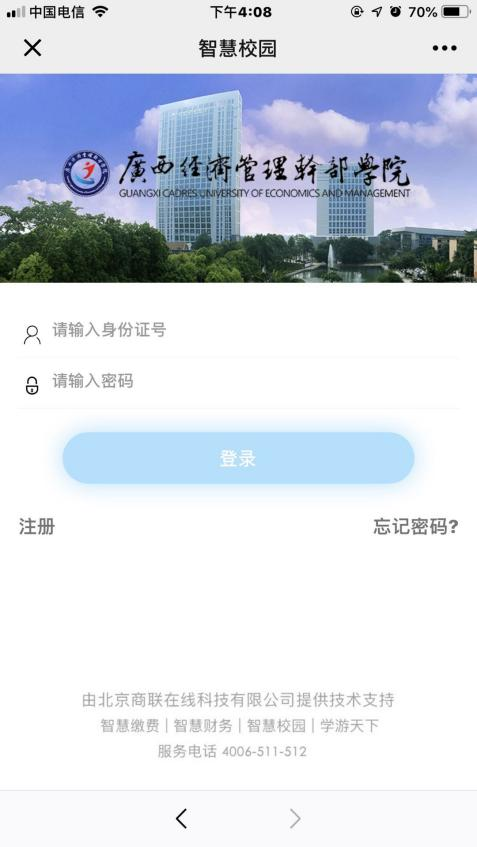 中国电信
下午4:08
70%
智慧校园
廣西经濟管理幹部學院
GUANGXI CADRES UNIVERSITY OF ECONOMICS AND MANAGEMENT
请输入身份证号
请输入密码
登录
注册
忘记密码?
由北京商联在线科技有限公司提供技术支持
智慧缴费 | 智慧财务 | 智慧校园 | 学游天下
服务电话 4006-511-512